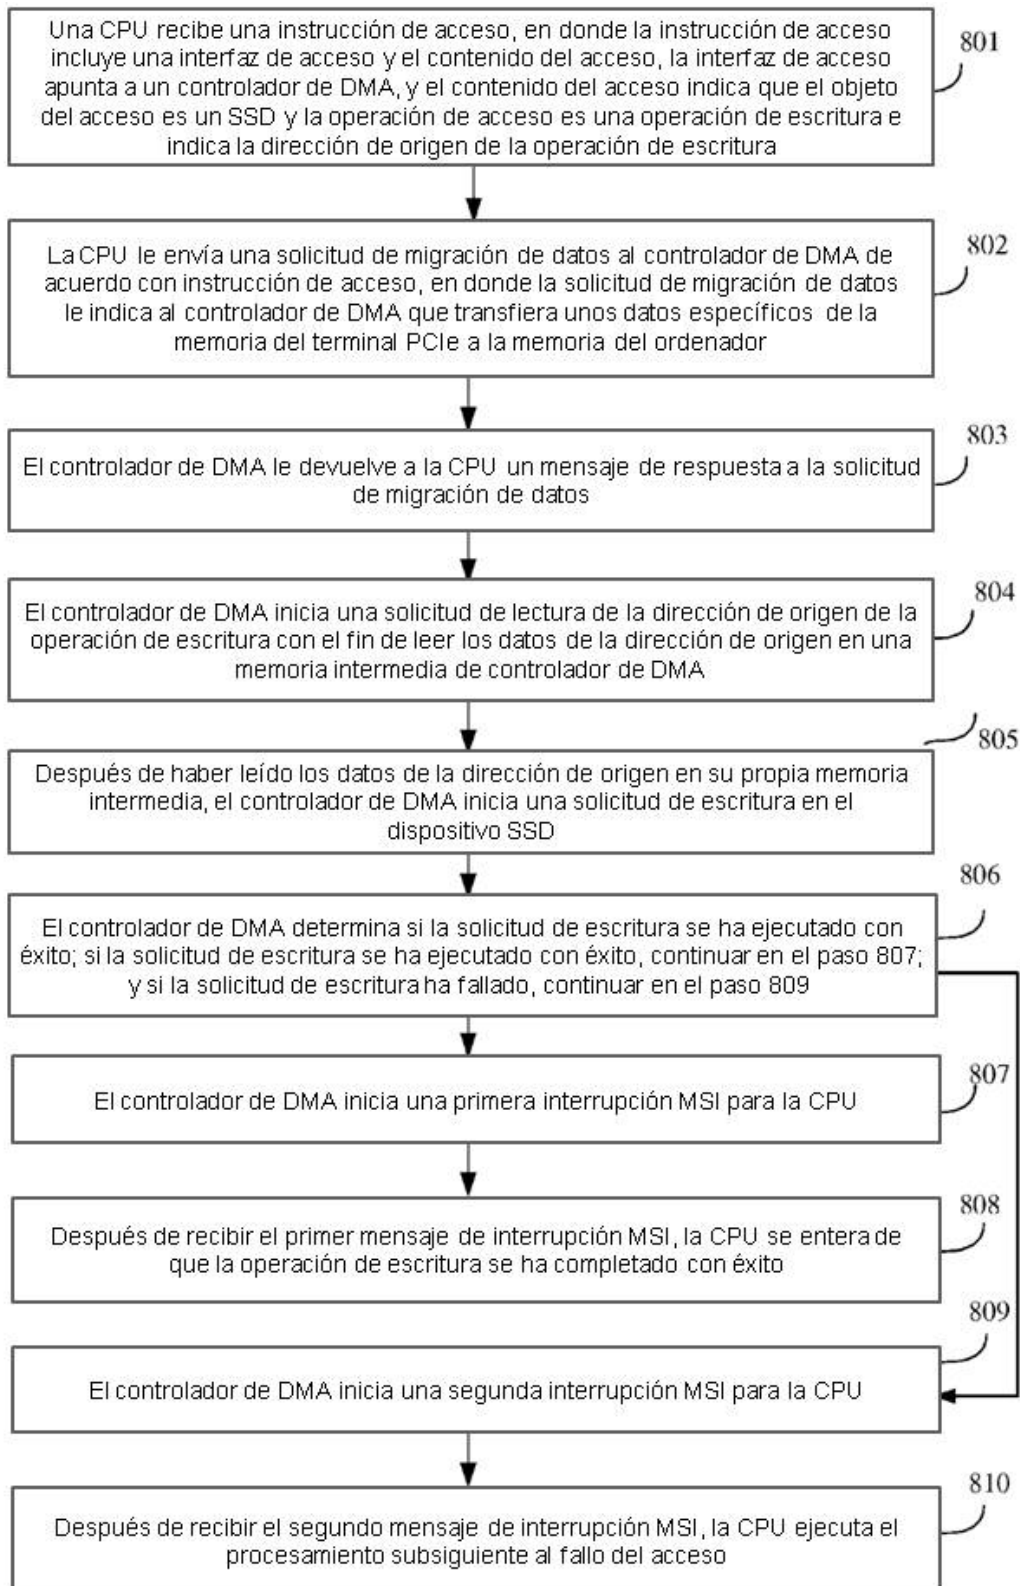 Una CPU recibe una instrucción de acceso, en donde la instrucción de acceso
incluye una interfaz de acceso y el contenido del acceso, la interfaz de acceso
apunta a un controlador de DMA, y el contenido del acceso indica que el objeto
del acceso es un SSD y la operación de acceso es una operación de escritura e
indica la dirección de origen de la operación de escritura
801
La CPU le envía una solicitud de migración de datos al controlador de DMA de
acuerdo con instrucción de acceso, en donde la solicitud de migración de datos
le indica al controlador de DMA que transfiera unos datos específicos de la
memoria del terminal PCIe a la memoria del ordenador
802
El controlador de DMA le devuelve a la CPU un mensaje de respuesta a la solicitud
de migración de datos
803
El controlador de DMA inicia una solicitud de lectura de la dirección de origen de la
operación de escritura con el fin de leer los datos de la dirección de origen en una
memoria intermedia de controlador de DMA
804
Después de haber leído los datos de la dirección de origen en su propia memoria
intermedia, el controlador de DMA inicia una solicitud de escritura en el
dispositivo SSD
805
El controlador de DMA determina si la solicitud de escritura se ha ejecutado con
éxito; si la solicitud de escritura se ha ejecutado con éxito, continuar en el paso 807;
y si la solicitud de escritura ha fallado, continuar en el paso 809
806
El controlador de DMA inicia una primera interrupción MSI para la CPU
807
Después de recibir el primer mensaje de interrupción MSI, la CPU se entera de
que la operación de escritura se ha completado con éxito
808
El controlador de DMA inicia una segunda interrupción MSI para la CPU
809
Después de recibir el segundo mensaje de interrupción MSI, la CPU ejecuta el
procesamiento subsiguiente al fallo del acceso
810